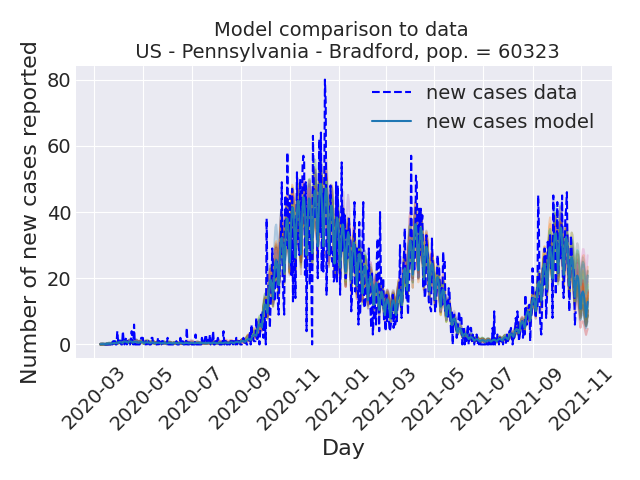 Model comparison to data
US - Pennsylvania - Bradford, pop. = 60323
Number of new cases reported
80
60
40
20
0
new cases data
new cases model
2020-03
2020-05
2020-07
2020-09
2020-11
2021-01
2021-03
2021-05
2021-07
2021-09
2021-11
Day